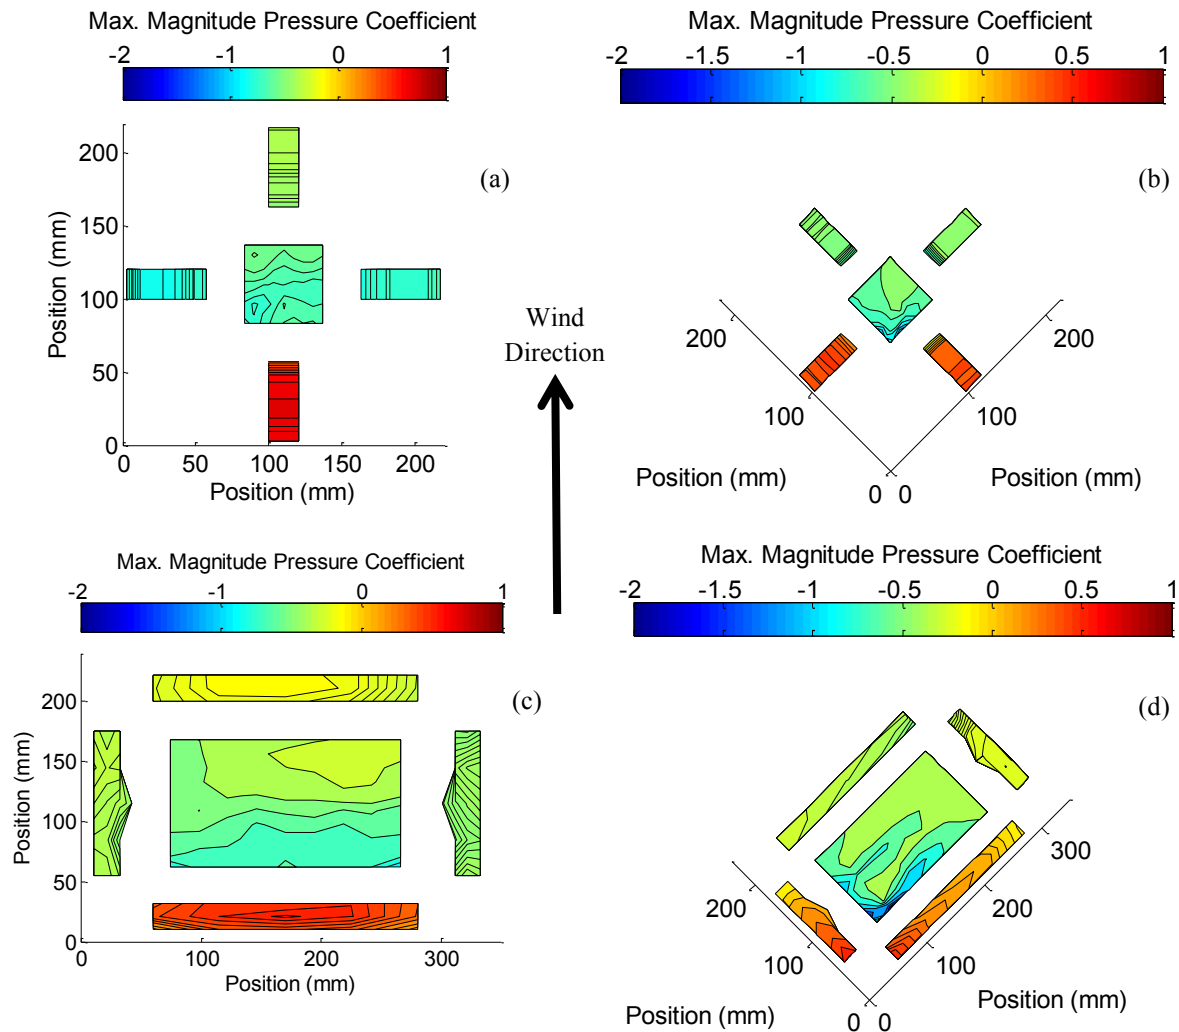 Max. Magnitude Pressure Coefficient
-2 -1 0 1
200
150
100
50
0
0 50 100 150 200
Position (mm)
Position (mm)
(a)
Max. Magnitude Pressure Coefficient
-2 -1.5 -1 -0.5 0 0.5 1
(b)
200 200
100 100
0 0
Position (mm) Position (mm)
Wind
Direction
Max. Magnitude Pressure Coefficient
-2 -1 0 1
200
150
100
50
0
0 100 200 300
Position (mm)
Position (mm)
(c)
Max. Magnitude Pressure Coefficient
-2 -1.5 -1 -0.5 0 0.5 1
(d)
300
200 200
100 100
0 0
Position (mm) Position (mm)